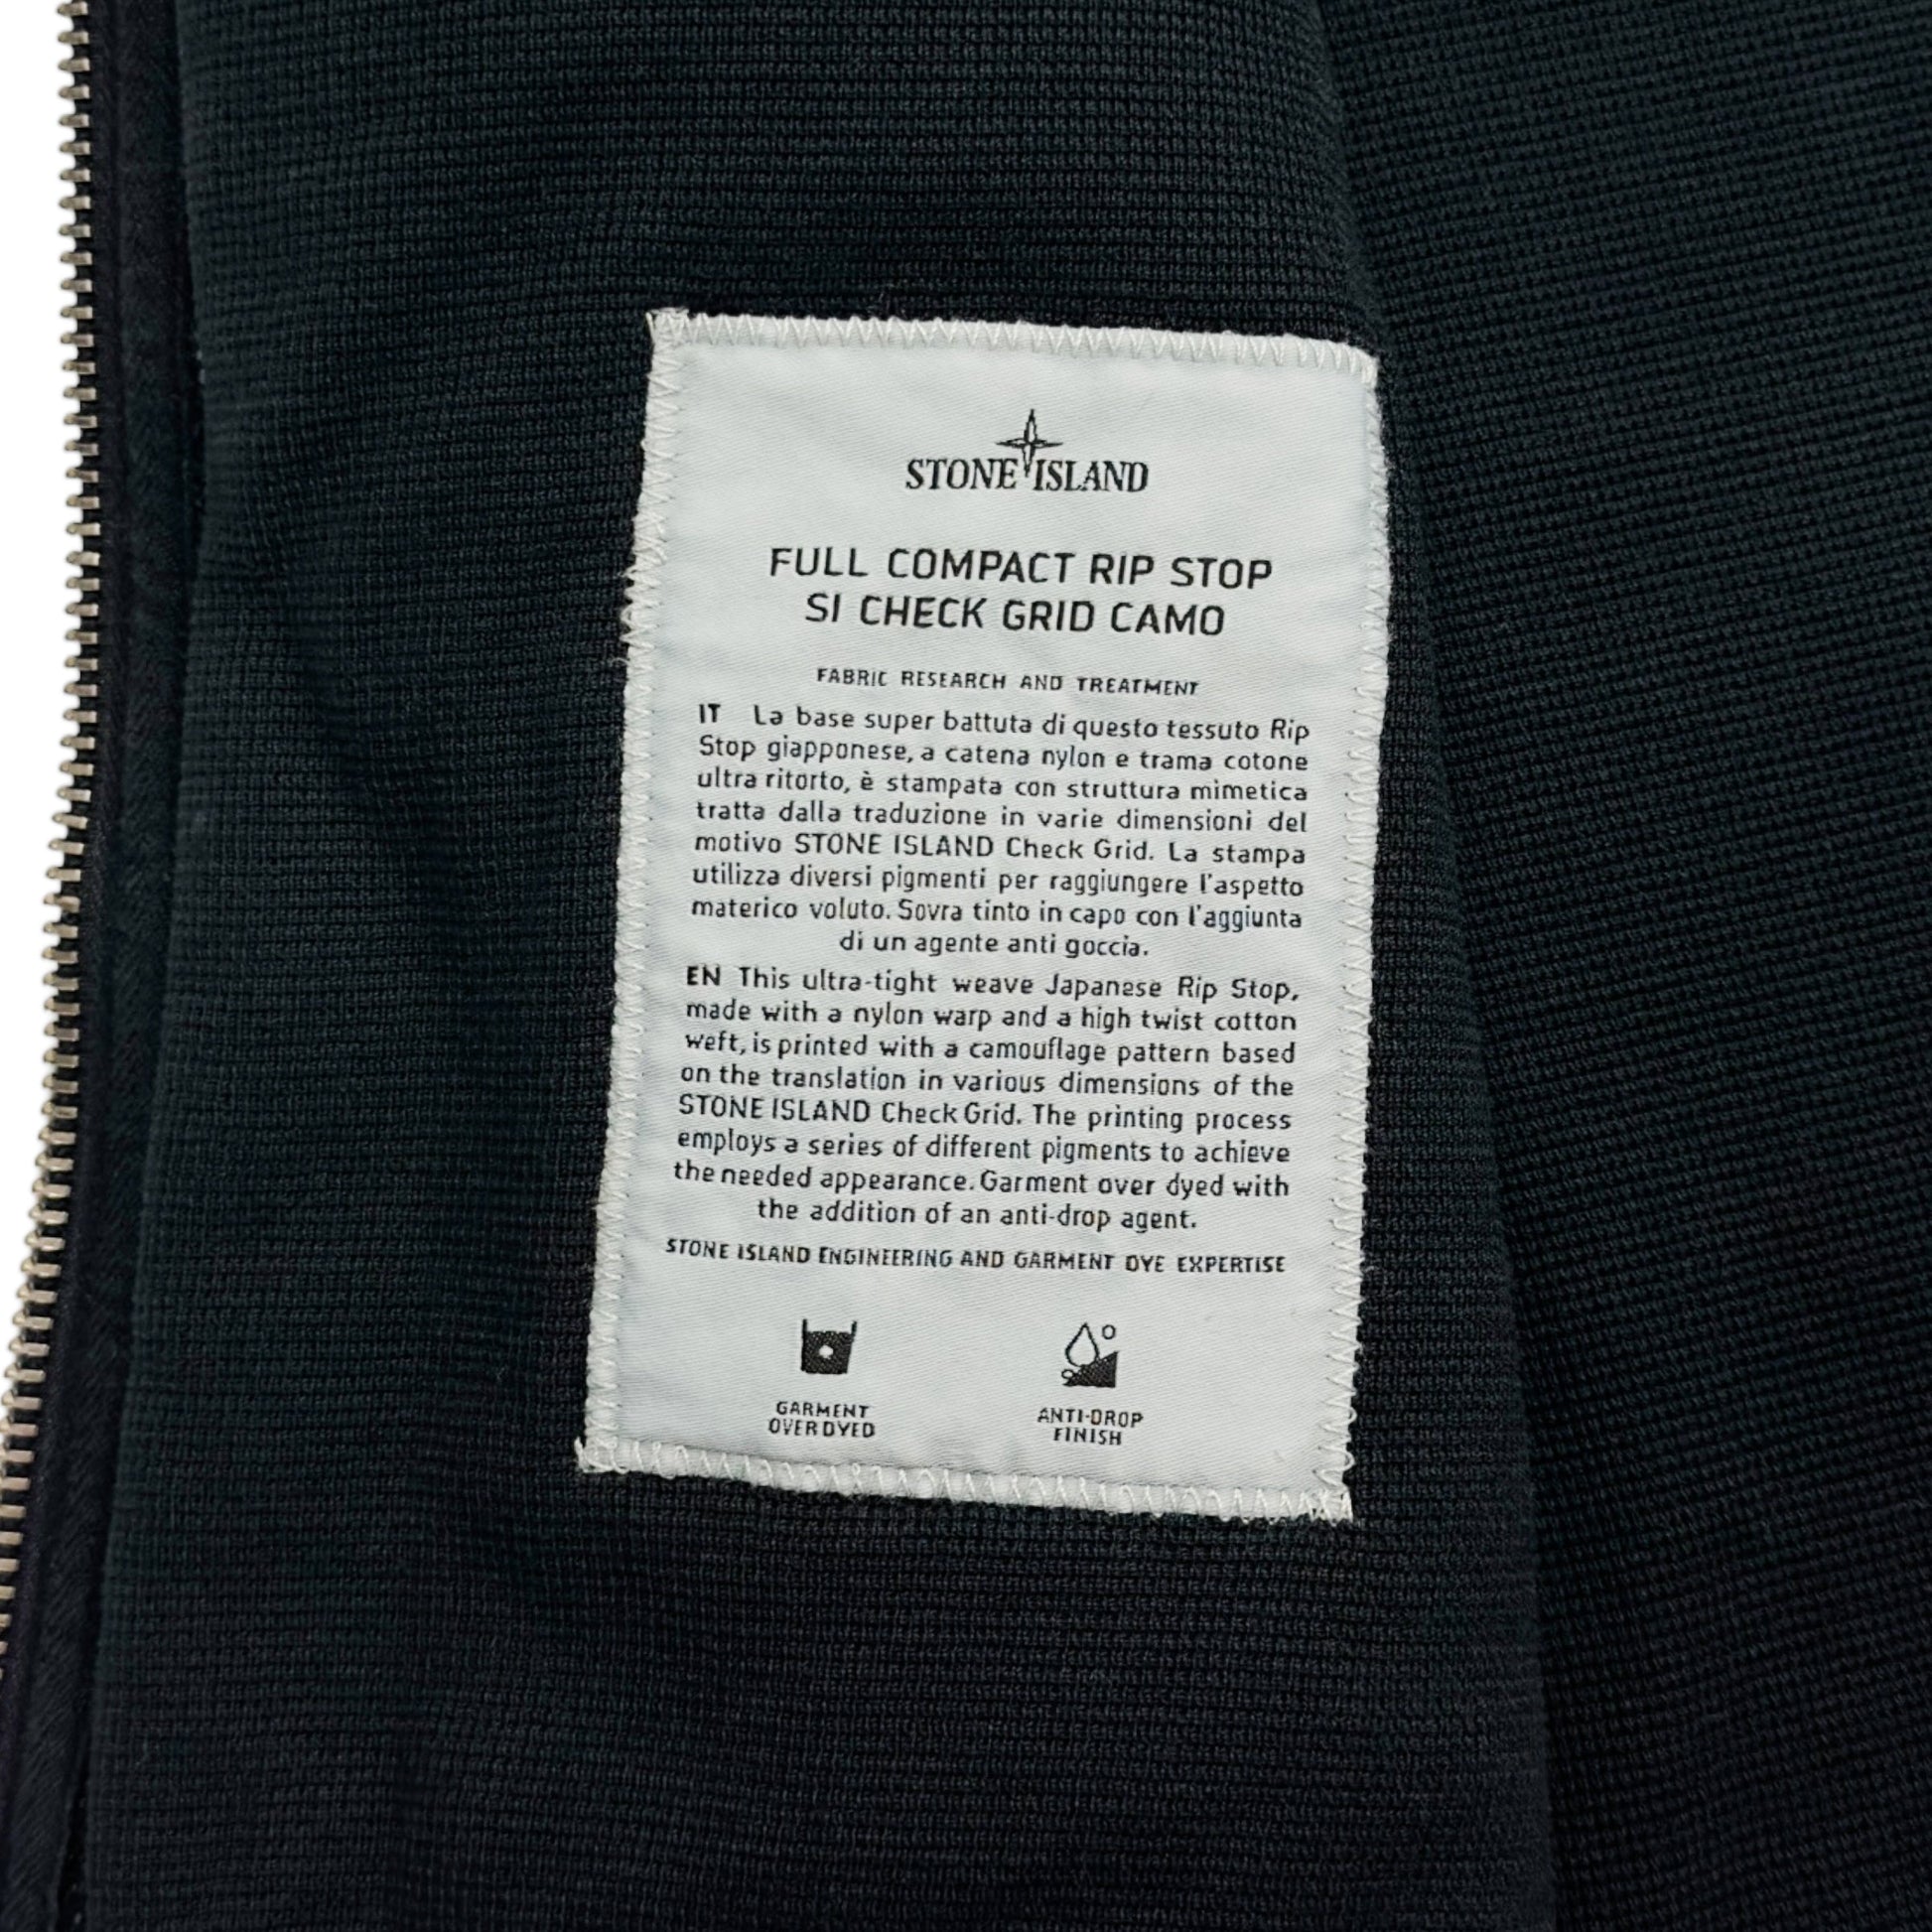 STONE ISLAND
FULL COMPACT RIP STOP
SI CHECK GRID CAMO
FABRIC RESEARCH AND TREATMENT
IT La base super battuta di questo tessuto Rip
Stop giapponese, a catena nylon e trama cotone
ultra ritorto, è stampata con struttura mimetica
tratta dalla traduzione in varie dimensioni del
motivo STONE ISLAND Check Grid. La stampa
utilizza diversi pigmenti per raggiungere l'aspetto
materico voluto. Sovra tinto in capo con l'aggiunta
di un agente anti goccia.
EN This ultra-tight weave Japanese Rip Stop,
made with a nylon warp and a high twist cotton
weft, is printed with a camouflage pattern based
on the translation in various dimensions of the
STONE ISLAND Check Grid. The printing process
employs a series of different pigments to achieve
the needed appearance. Garment over dyed with
the addition of an anti-drop agent.
STONE ISLAND ENGINEERING AND GARMENT DYE EXPERTISE
GARMENT
OVER DYED
ANTI-DROP
FINISH